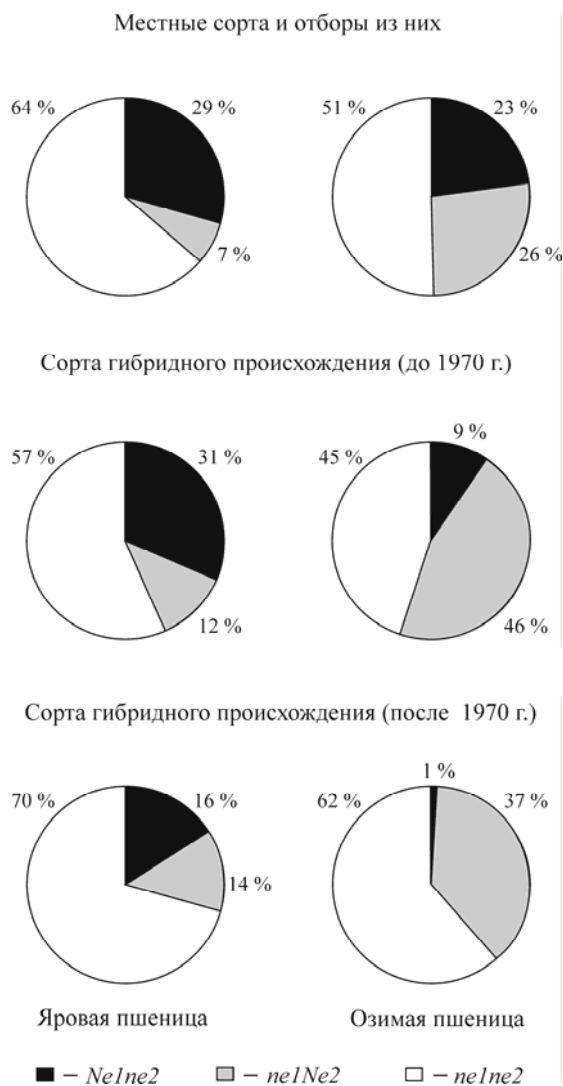 Местные сорта и отборы из них
64 % 29 % 51 % 23 %
7 % 26 %
Сорта гибридного происхождения (до 1970 г.)
57 % 31 % 45 % 9 %
12 % 46 %
Сорта гибридного происхождения (после 1970 г.)
70 % 16 % 62 % 1 % 37 %
14 %
Яровая пшеница Озимая пшеница
– Ne1ne2 – ne1Ne2 – ne1ne2